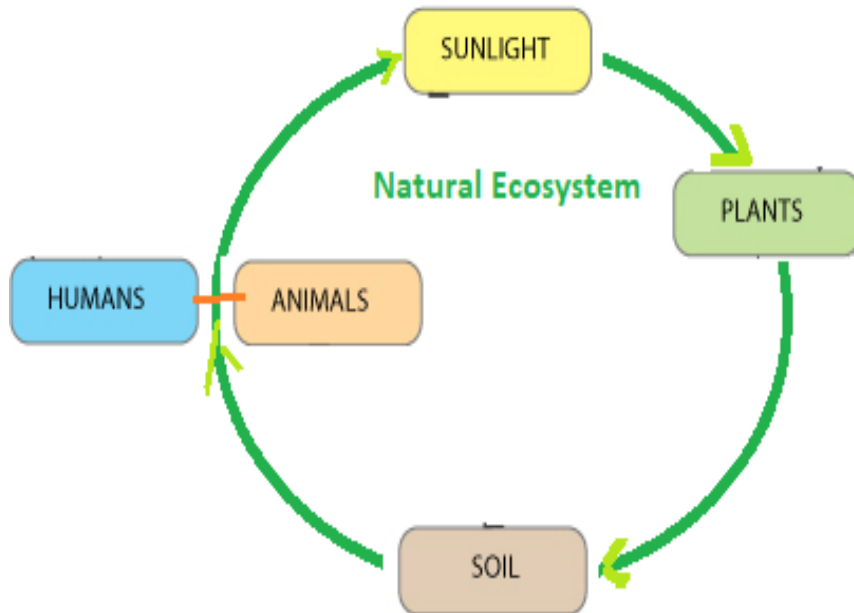 SUNLIGHT
Natural Ecosystem
PLANTS
HUMANS
ANIMALS
SOIL